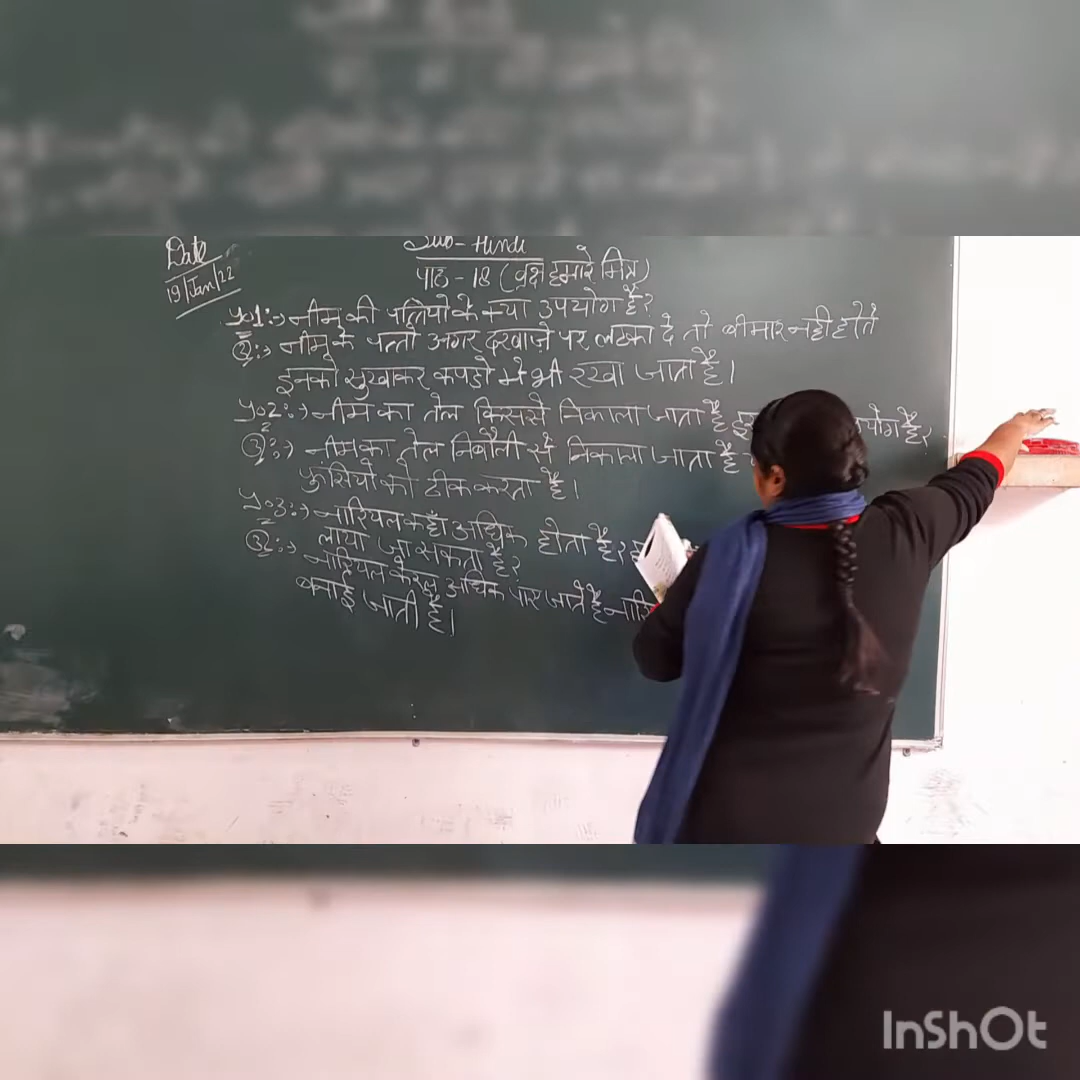 Date
19/Jan/22
Sub- Hindi
पाठ - 18 (वृक्ष हमारे मित्र)
प्र01:-> नीम की पत्तियों के क्या उपयोग हैं?
उ:-> नीम के पत्तो अगर दरवाज़े पर लटका दे तो बीमार नही होते
इनको सुखाकर कपडो मे भी रखा जाता है।
प्र02:-> नीम का तेल किससे निकाला जाता है है?
उ:-> नीम का तेल निबौली से निकाला जाता है
फुंसियों को ठीक करता है।
प्र03:-> नारियल कहाँ अधिक होता है?
लाया जा सकता है?
उ:-> नारियल केरल अधिक पाए जाते है
बनाई जाती है।
InShOt